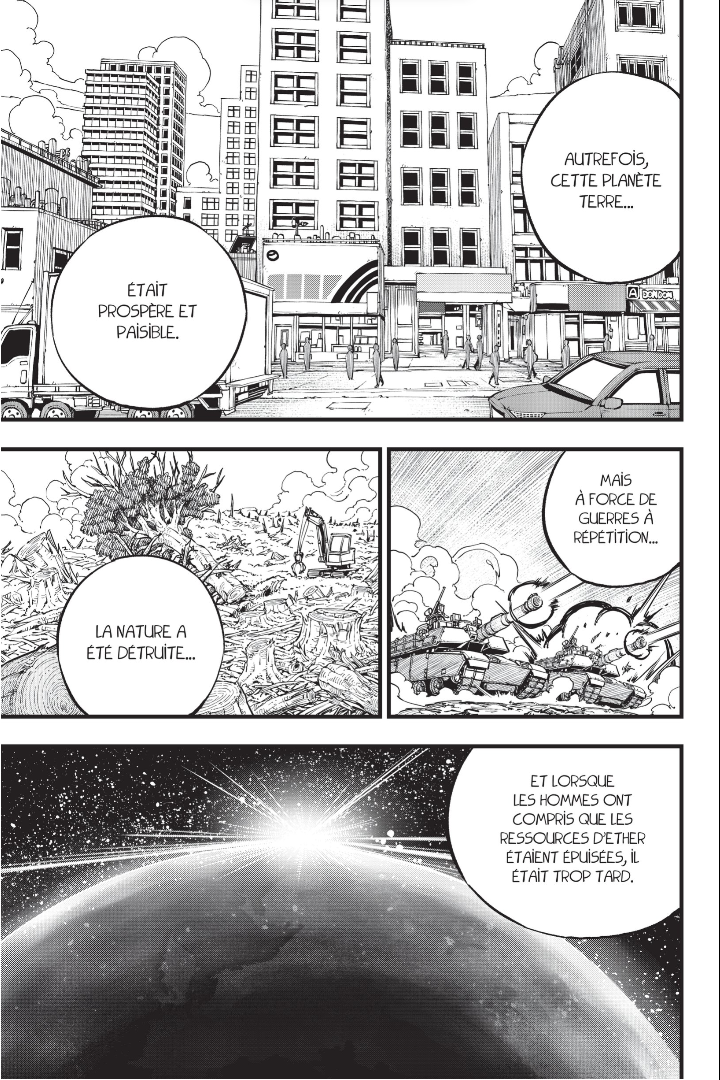 AUTREFOIS,
CETTE PLANÈTE
TERRE...
ÉTAIT
PROSPÈRE ET
PAISIBLE.
A DONDON
MAIS
À FORCE DE
GUERRES À
RÉPÉTITION...
LA NATURE A
ÉTÉ DÉTRUITE...
ET LORSQUE
LES HOMMES ONT
COMPRIS QUE LES
RESSOURCES D'ETHER
ÉTAIENT ÉPUISÉES, IL
ÉTAIT TROP TARD.